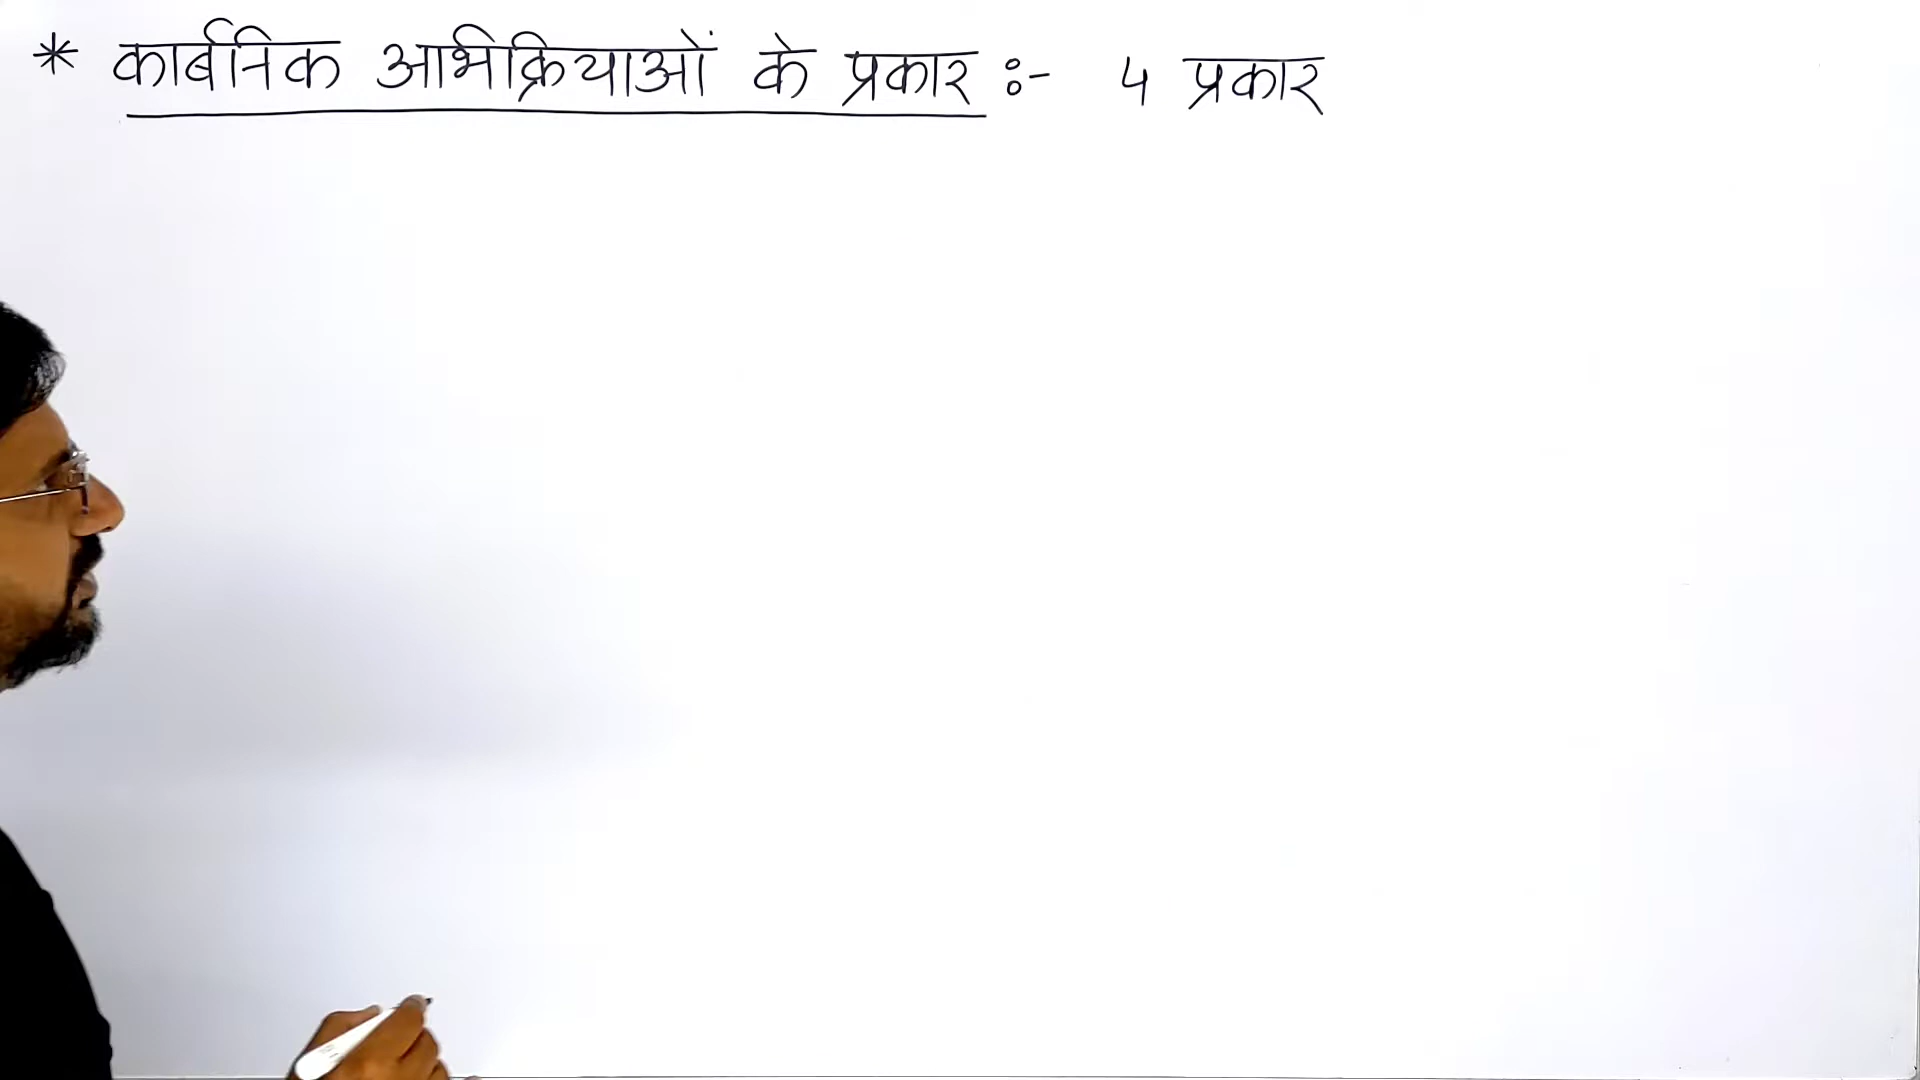 * कार्बनिक अभिक्रियाओं के प्रकार :- 4 प्रकार